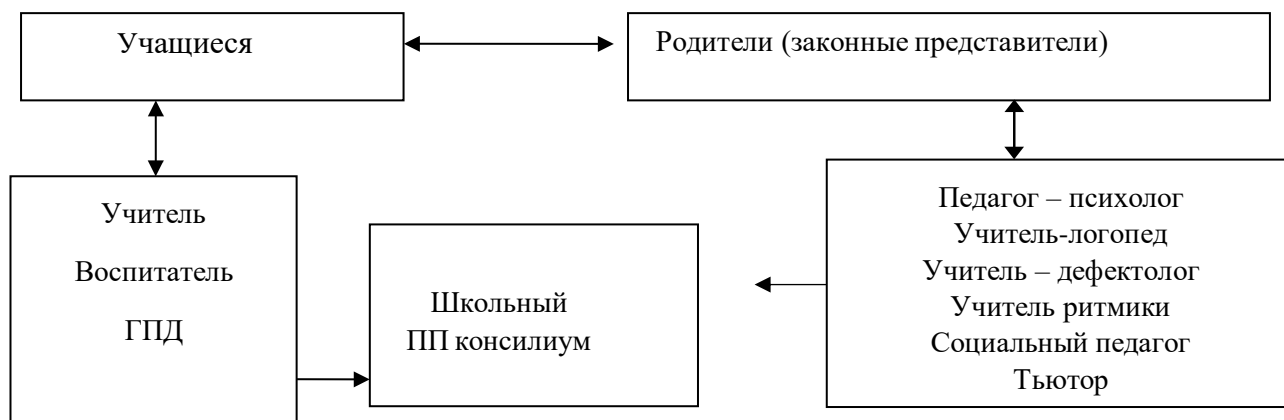 Учащиеся
Родители (законные представители)
Учитель
Воспитатель
ГПД
Школьный
ПП консилиум
Педагог – психолог
Учитель-логопед
Учитель – дефектолог
Учитель ритмики
Социальный педагог
Тьютор